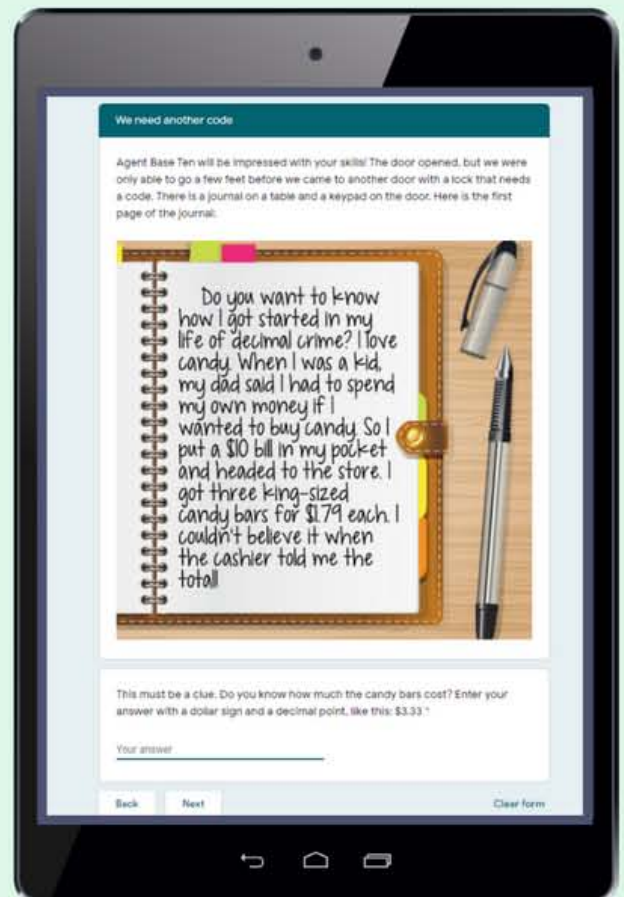 We need another code
Agent Base Ten will be impressed with your skills! The door opened, but we were
only able to go a few feet before we came to another door with a lock that needs
a code. There is a journal on a table and a keypad on the door. Here is the first
page of the journal:
Do you want to know
how I got started in my
life of decimal crime? I love
candy. When I was a kid,
my dad said I had to spend
my own money if I
wanted to buy candy. So I
put a $10 bill in my pocket
and headed to the store. I
got three king-sized
candy bars for $1.79 each. I
couldn't believe it when
the cashier told me the
total!
This must be a clue. Do you know how much the candy bars cost? Enter your
answer with a dollar sign and a decimal point, like this: $3.33 *
Your answer
Back Next Clear form